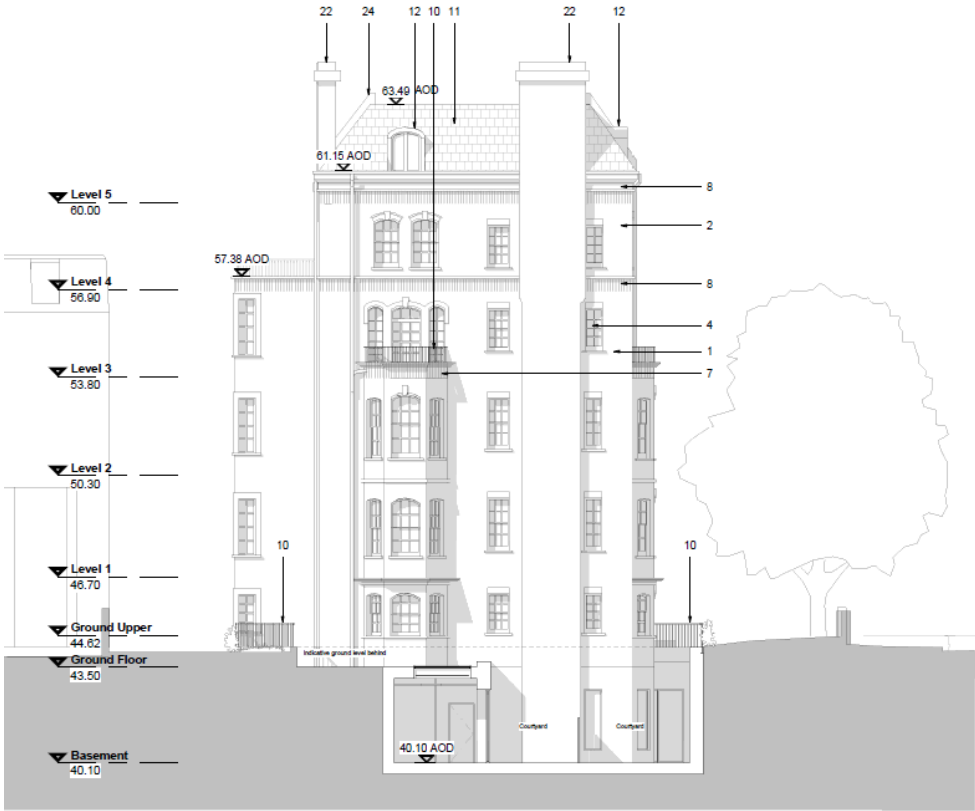 22 24 12 10 11 22 12
63.49 AOD
61.15 AOD
Level 5
60.00
8
2
57.38 AOD
Level 4
56.90
8
4
1
Level 3
53.80
7
Level 2
50.30
10
10
Level 1
46.70
Ground Upper
44.62
Indicative ground level behind
Ground Floor
43.50
Courtyard
Courtyard
40.10 AOD
Basement
40.10